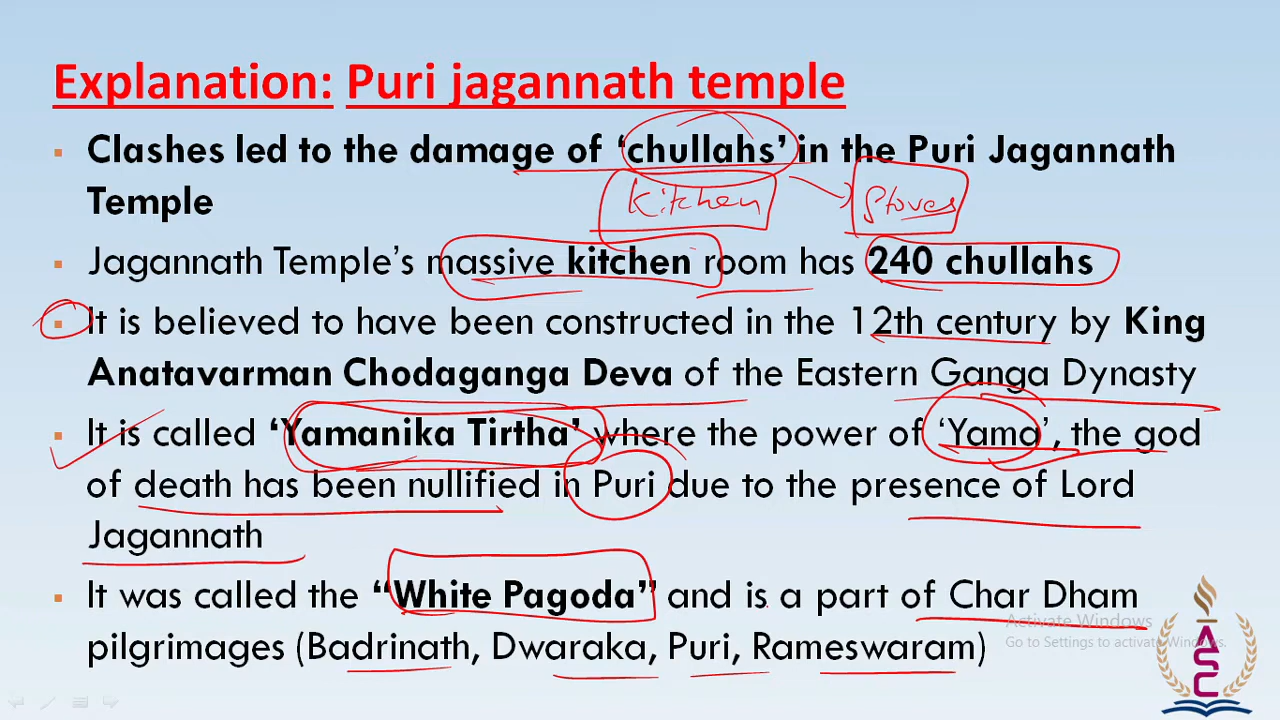 Explanation: Puri jagannath temple
Clashes led to the damage of ‘chullahs’ in the Puri Jagannath
Temple
Kitchen
Stoves
Jagannath Temple’s massive kitchen room has 240 chullahs
It is believed to have been constructed in the 12th century by King
Anatavarman Chodaganga Deva of the Eastern Ganga Dynasty
It is called ‘Yamanika Tirtha’ where the power of ‘Yama’, the god
of death has been nullified in Puri due to the presence of Lord
Jagannath
It was called the “White Pagoda” and is a part of Char Dham
pilgrimages (Badrinath, Dwaraka, Puri, Rameswaram)
Activate Windows
Go to Settings to activate Windows.
ASC